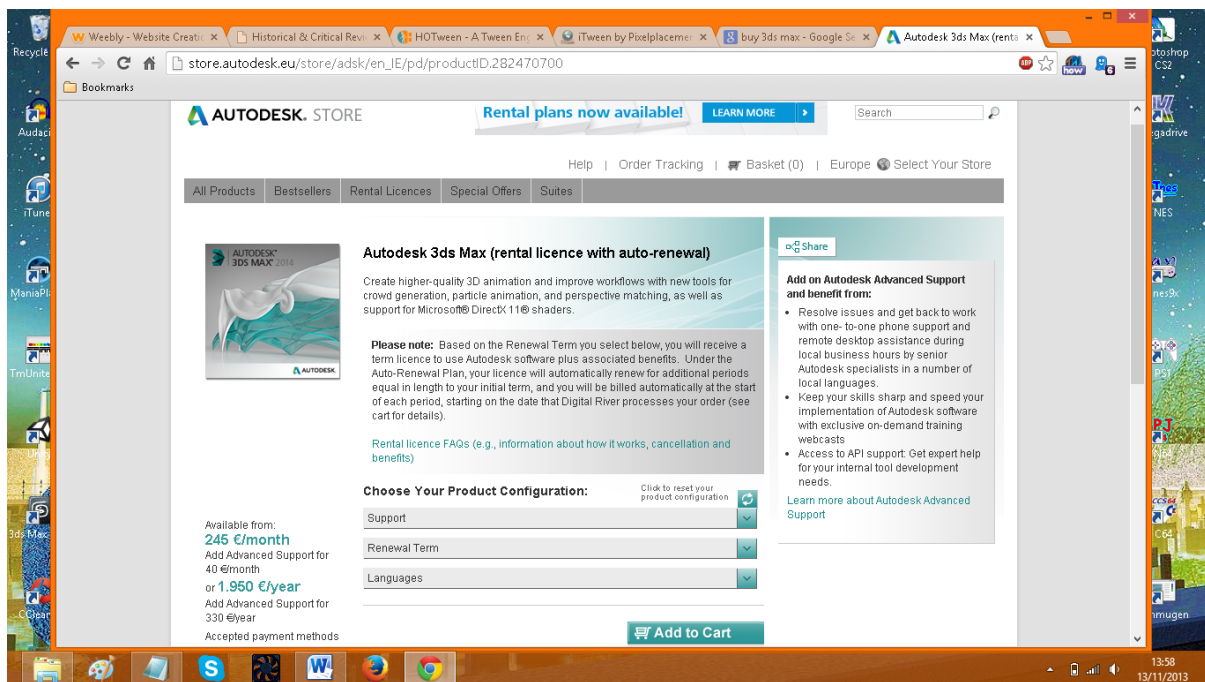 Weebly - Website Creatic
Historical & Critical Revi
HOTween - A Tween Eng
iTween by Pixelplacemer
buy 3ds max - Google Se
Autodesk 3ds Max (renta
store.autodesk.eu/store/adsk/en_IE/pd/productID.282470700
ABP
now
6
Bookmarks
Recycle
Audaci
iTune
ManiaPl
TmUnite
Unit
3ds Max
CClean
otoshop
CS2
egadrive
NES
nes9x
PS1
N64
CCS64
C64
nmugen
AUTODESK. STORE
Rental plans now available!
LEARN MORE
Search
Help | Order Tracking | Basket (0) | Europe Select Your Store
All Products Bestsellers Rental Licences Special Offers Suites
AUTODESK®
3DS MAX® 2014
AUTODESK
Autodesk 3ds Max (rental licence with auto-renewal)
Create higher-quality 3D animation and improve workflows with new tools for
crowd generation, particle animation, and perspective matching, as well as
support for Microsoft® DirectX 11® shaders.
Please note: Based on the Renewal Term you select below, you will receive a
term licence to use Autodesk software plus associated benefits. Under the
Auto-Renewal Plan, your licence will automatically renew for additional periods
equal in length to your initial term, and you will be billed automatically at the start
of each period, starting on the date that Digital River processes your order (see
cart for details).
Rental licence FAQs (e.g., information about how it works, cancellation and
benefits)
Choose Your Product Configuration:
Click to reset your
product configuration
Support
Renewal Term
Languages
Add to Cart
Available from:
245 €/month
Add Advanced Support for
40 €/month
or 1.950 €/year
Add Advanced Support for
330 €/year
Accepted payment methods
Share
Add on Autodesk Advanced Support
and benefit from:
Resolve issues and get back to work
with one- to-one phone support and
remote desktop assistance during
local business hours by senior
Autodesk specialists in a number of
local languages.
Keep your skills sharp and speed your
implementation of Autodesk software
with exclusive on-demand training
webcasts
Access to API support: Get expert help
for your internal tool development
needs.
Learn more about Autodesk Advanced
Support
13:58
13/11/2013